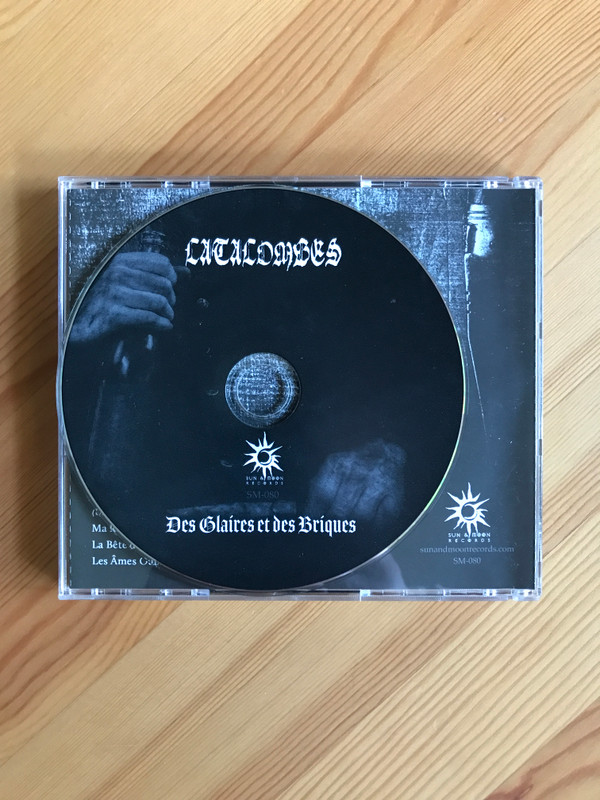 CATACOMBES
SUN & MOON
RECORDS
SM-080
Des Glaires et des Briques
Ma
La Bête
Les Âmes
SUN & MOON
RECORDS
sunandmoonrecords.com
SM-080